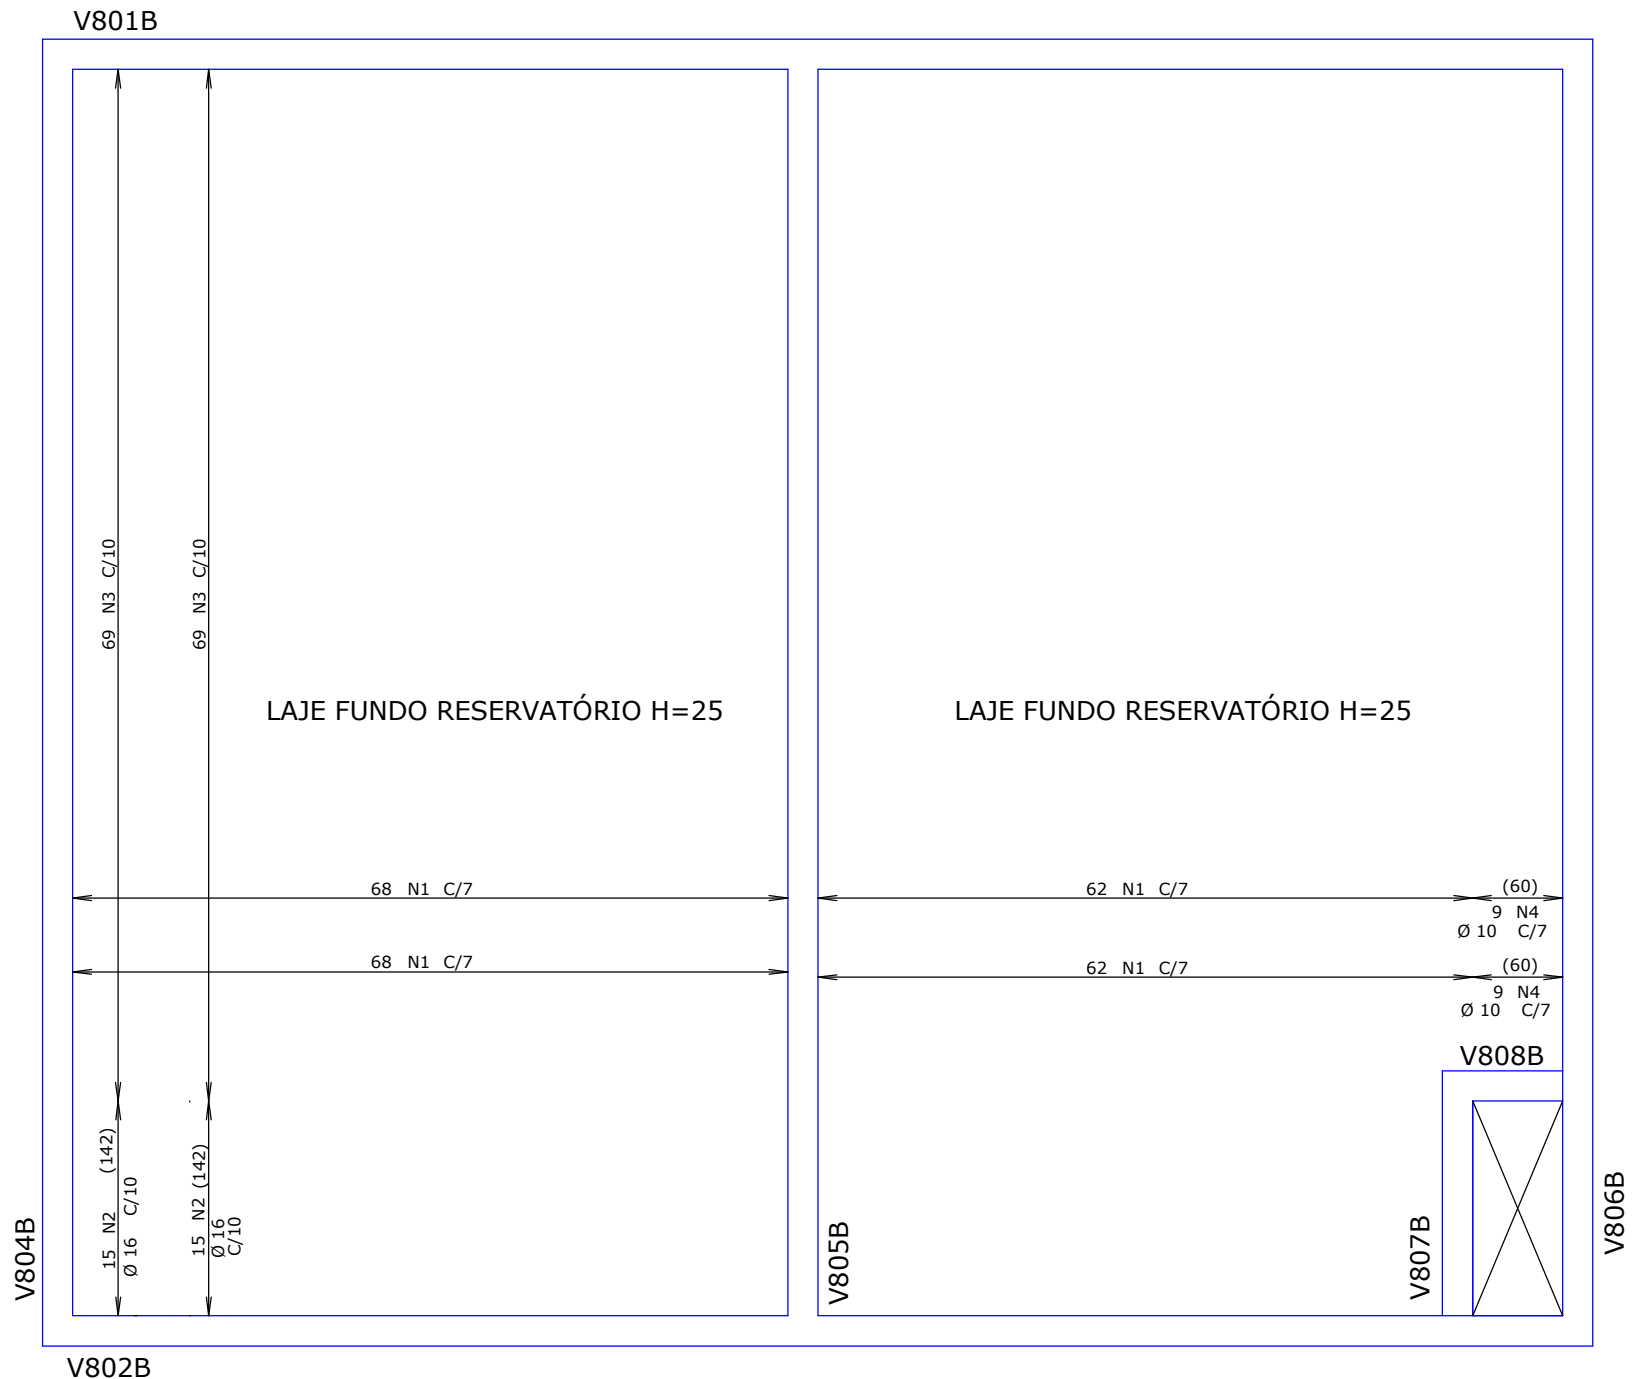 V801B
69 N3 C/10
69 N3 C/10
LAJE FUNDO RESERVATÓRIO H=25
LAJE FUNDO RESERVATÓRIO H=25
68 N1 C/7
62 N1 C/7
(60)
9 N4
Ø 10 C/7
68 N1 C/7
62 N1 C/7
(60)
9 N4
Ø 10 C/7
V808B
15 N2 (142)
Ø 16 C/10
15 N2 (142)
Ø 16
C/10
V804B
V805B
V807B
V806B
V802B